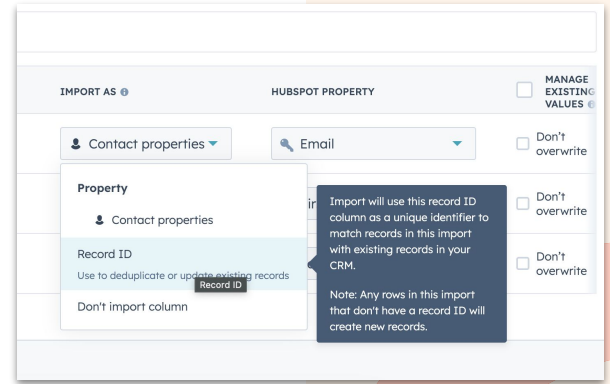 IMPORT AS
HUBSPOT PROPERTY
MANAGE
EXISTING
VALUES
Contact properties
Email
Don't
overwrite
Property
Contact properties
Don't
overwrite
Record ID
Use to deduplicate or update existing records
Record ID
Don't
overwrite
Don't import column
Import will use this record ID
column as a unique identifier to
match records in this import
with existing records in your
CRM.
Note: Any rows in this import
that don't have a record ID will
create new records.